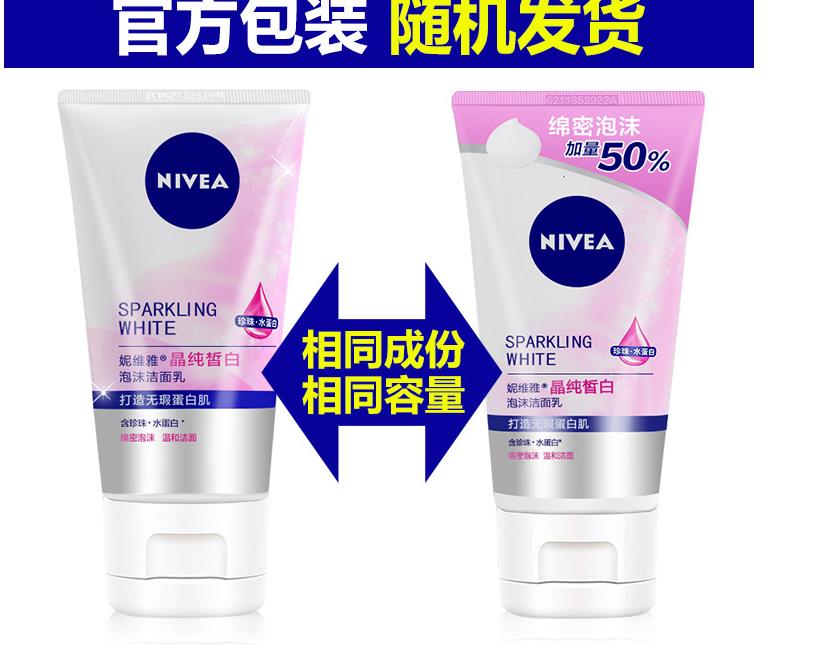 官方包装 随机发货
NIVEA
SPARKLING
WHITE
珍珠·水蛋白
妮维雅®晶纯皙白
泡沫洁面乳
打造无瑕蛋白肌
含珍珠·水蛋白*
绵密泡沫 温和洁面
相同成份
相同容量
6211352922A
绵密泡沫
加量50%
NIVEA
SPARKLING
WHITE
珍珠·水蛋白
妮维雅®晶纯皙白
泡沫洁面乳
打造无瑕蛋白肌
含珍珠·水蛋白*
绵密泡沫 温和洁面